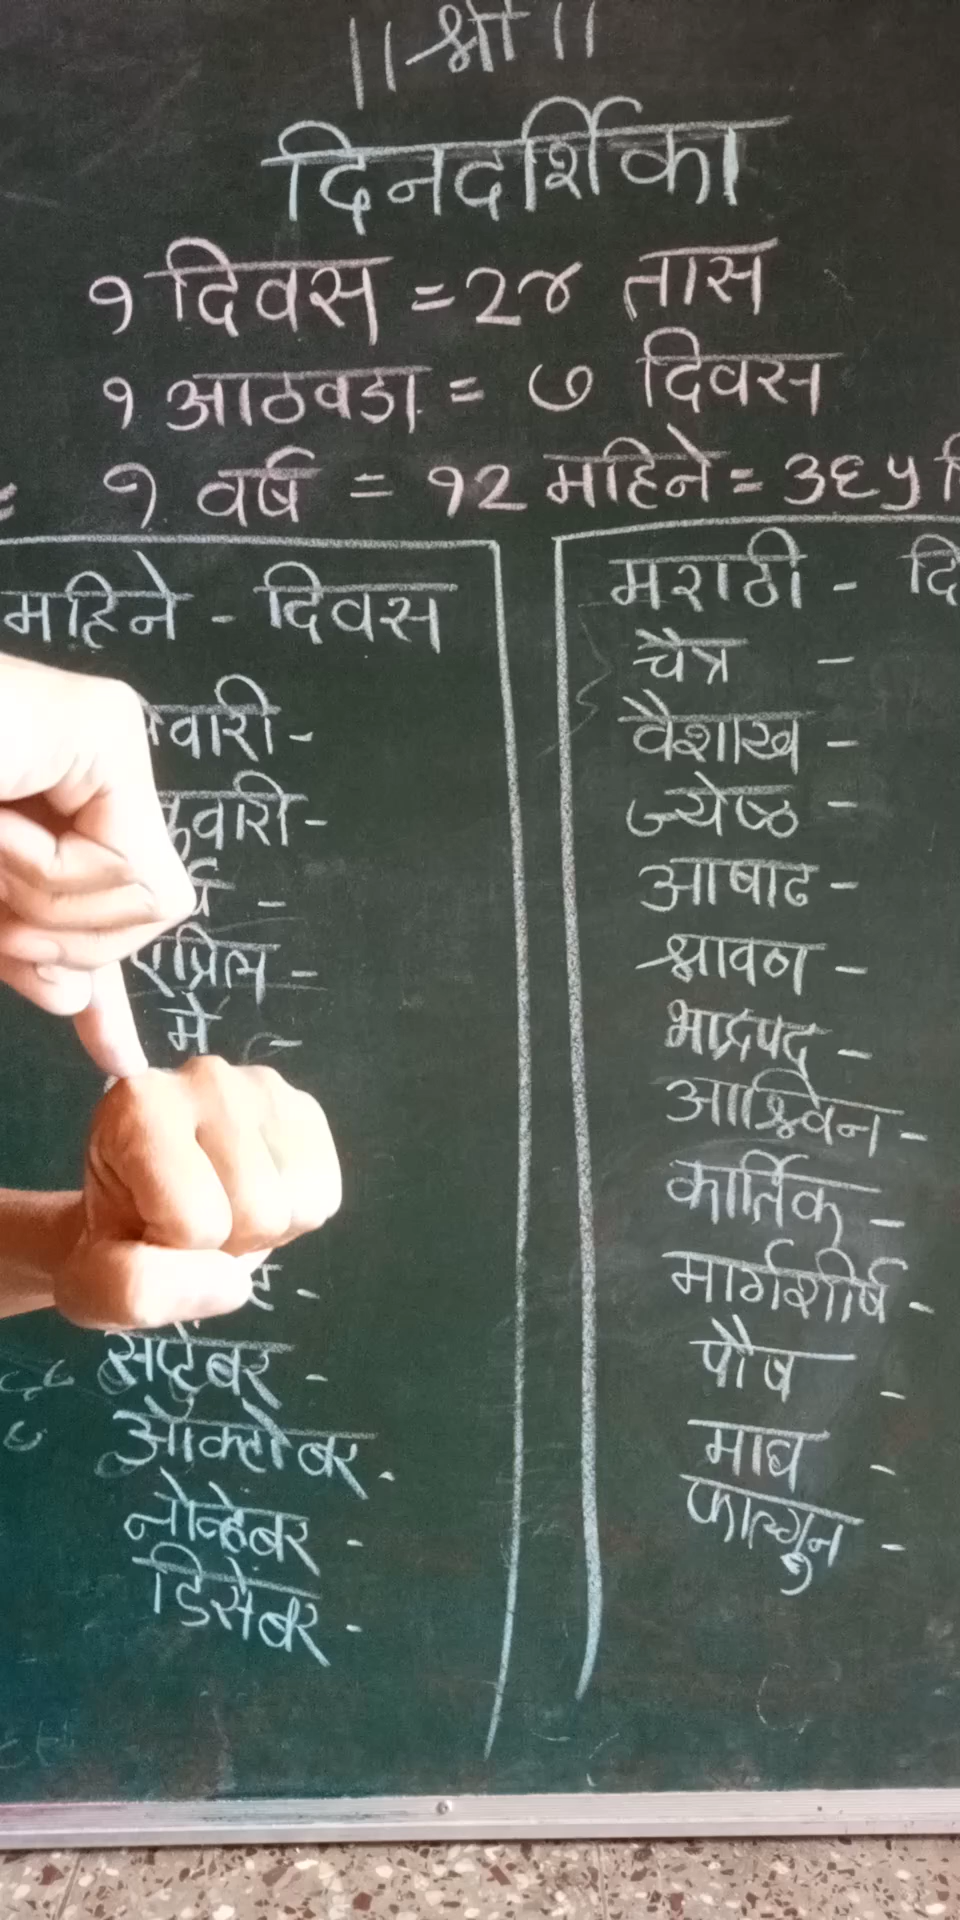 ||श्री||
दिनदर्शिका
१ दिवस = २४ तास
१ आठवडा = ७ दिवस
१ वर्ष = १२ महिने = ३६५
महिने - दिवस
एप्रिल -
मे -
सप्टेंबर -
ऑक्टोबर -
नोव्हेंबर -
डिसेंबर -
मराठी -
चैत्र -
वैशाख -
ज्येष्ठ -
आषाढ -
श्रावण -
भाद्रपद -
आश्विन -
कार्तिक -
मार्गशीर्ष -
पौष -
माघ -
फाल्गुन -